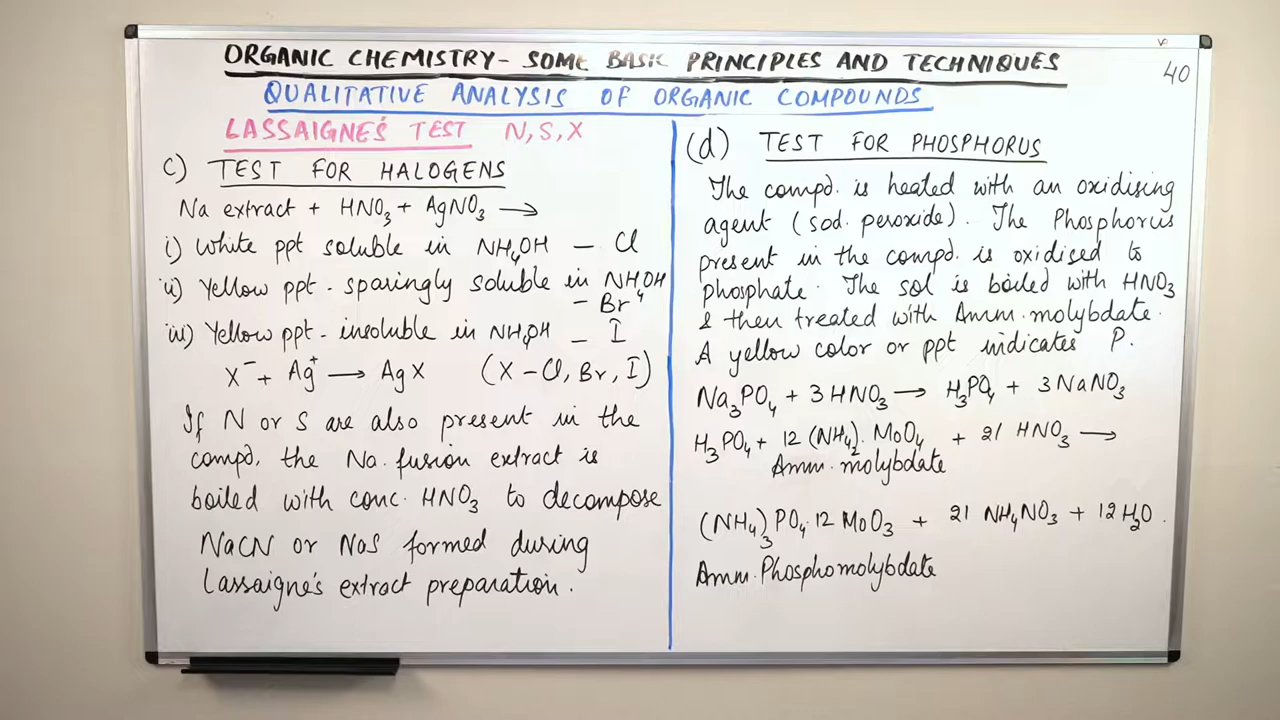 ORGANIC CHEMISTRY - SOME BASIC PRINCIPLES AND TECHNIQUES
40
QUALITATIVE ANALYSIS OF ORGANIC COMPOUNDS
LASSAIGNE'S TEST N, S, X
c) TEST FOR HALOGENS
Na extract + HNO₃ + AgNO₃ →
i) White ppt soluble in NH₄OH - Cl
ii) Yellow ppt - sparingly soluble in NH₄OH
- Br
iii) Yellow ppt - insoluble in NH₄OH - I
X⁻ + Ag⁺ → AgX (X - Cl, Br, I)
If N or S are also present in the
compd, the Na fusion extract is
boiled with conc. HNO₃ to decompose
NaCN or NaS formed during
Lassaigne's extract preparation.
(d) TEST FOR PHOSPHORUS
The compd. is heated with an oxidising
agent (sod. peroxide). The Phosphorus
present in the compd. is oxidised to
phosphate. The sol is boiled with HNO₃
& then treated with Amm. molybdate.
A yellow color or ppt indicates P.
Na₃PO₄ + 3HNO₃ → H₃PO₄ + 3NaNO₃
H₃PO₄ + 12 (NH₄)₂ MoO₄ + 21 HNO₃ →
Amm. molybdate
(NH₄)₃ PO₄·12 MoO₃ + 21 NH₄NO₃ + 12H₂O.
Amm. Phosphomolybdate